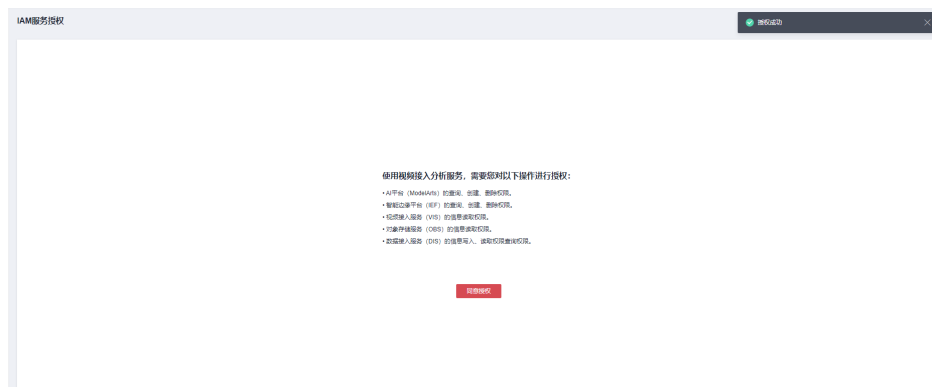 IAM服务授权
授权成功
使用视频接入分析服务，需要您对以下操作进行授权：
• AI平台（ModelArts）的查询、创建、删除权限。
• 智能边缘平台（IEF）的查询、创建、删除权限。
• 视频接入服务（VIS）的信息读取权限。
• 对象存储服务（OBS）的信息读取权限。
• 数据接入服务（DIS）的信息写入、读取权限查询权限。
同意授权